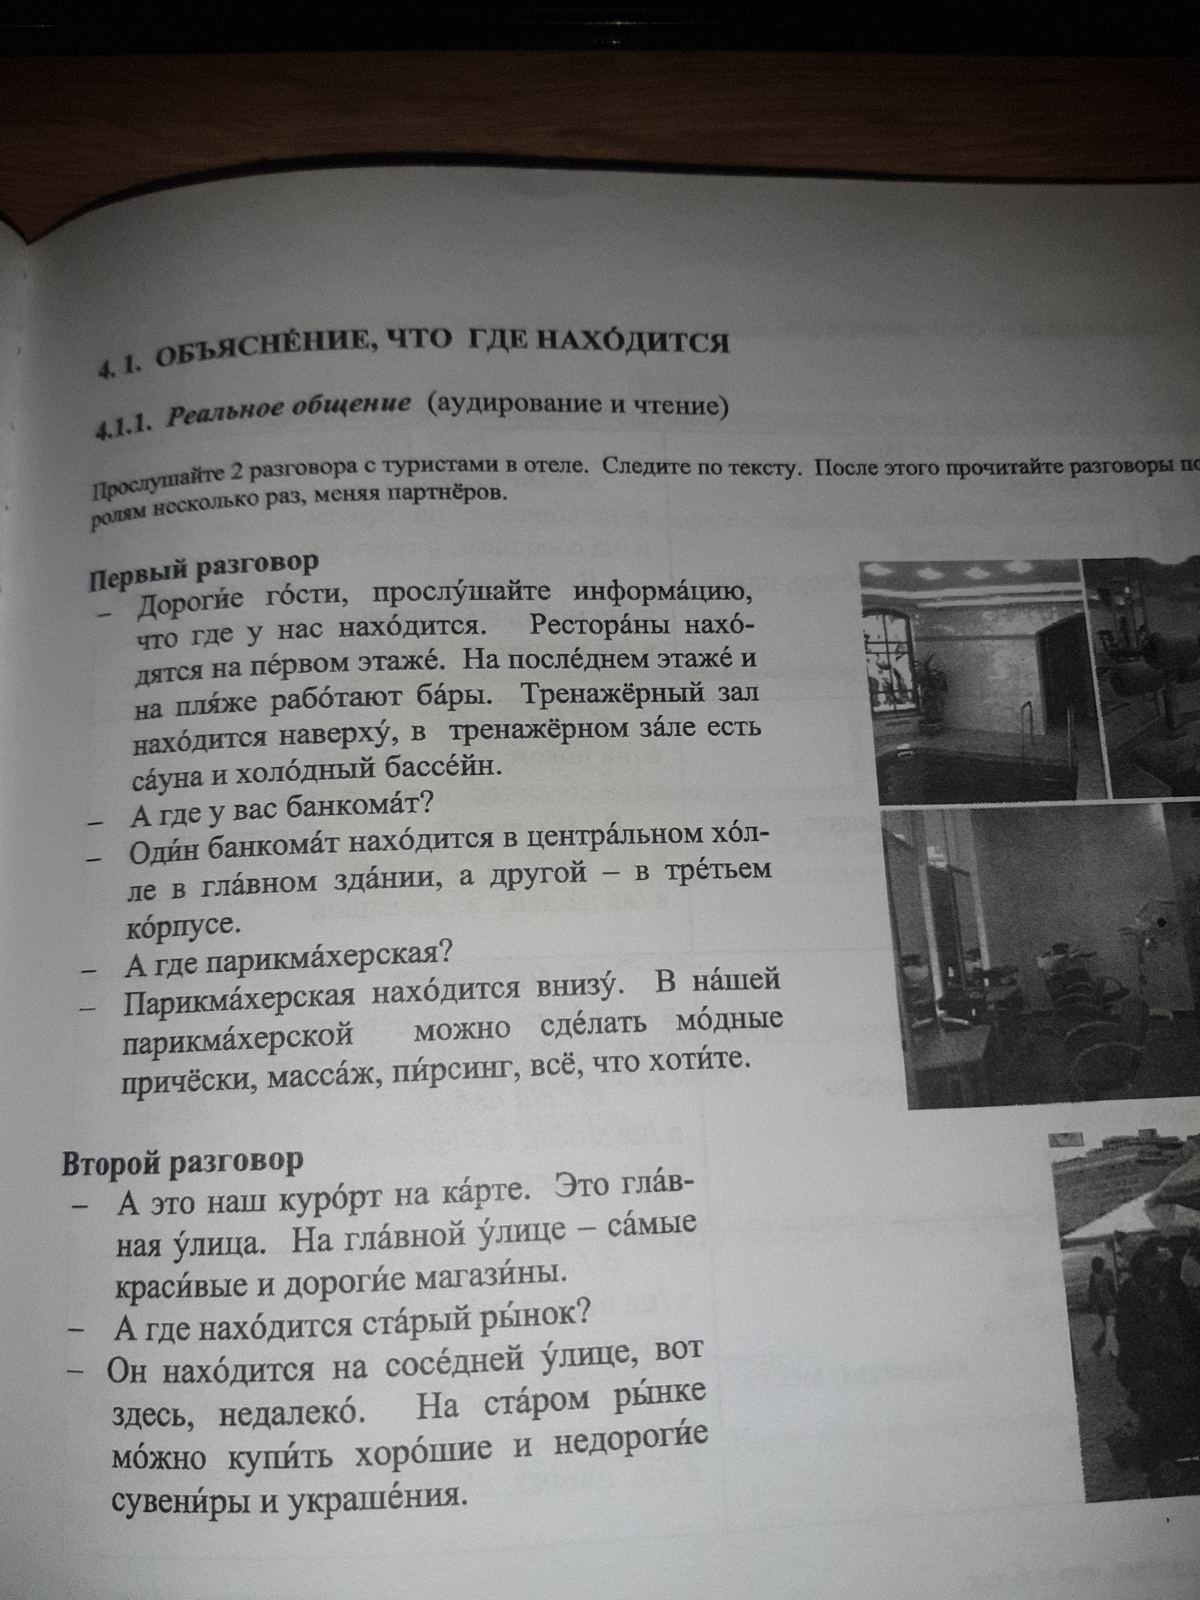 4. 1. ОБЪЯСНЕ́НИЕ, ЧТО ГДЕ НАХО́ДИТСЯ
4.1.1. Реальное общение (аудирование и чтение)
Прослушайте 2 разговора с туристами в отеле. Следите по тексту. После этого прочитайте разговоры по
ролям несколько раз, меняя партнёров.
Первый разговор
– Дороги́е го́сти, прослу́шайте информа́цию,
что где у нас нахо́дится. Рестора́ны нахо́-
дятся на пе́рвом этаже́. На после́днем этаже́ и
на пля́же рабо́тают ба́ры. Тренажёрный зал
нахо́дится наверху́, в тренажёрном за́ле есть
са́уна и холо́дный бассе́йн.
– А где у вас банкома́т?
– Оди́н банкома́т нахо́дится в центра́льном хо́л-
ле в гла́вном зда́нии, а другой – в тре́тьем
ко́рпусе.
– А где парикма́херская?
– Парикма́херская нахо́дится внизу́. В на́шей
парикма́херской можно сде́лать мо́дные
причёски, масса́ж, пи́рсинг, всё, что хоти́те.
Второй разговор
– А это наш куро́рт на ка́рте. Это гла́в-
ная у́лица. На гла́вной у́лице – са́мые
краси́вые и дороги́е магази́ны.
– А где нахо́дится ста́рый ры́нок?
– Он нахо́дится на сосе́дней у́лице, вот
здесь, недалеко́. На ста́ром ры́нке
мо́жно купи́ть хоро́шие и недороги́е
сувени́ры и украше́ния.